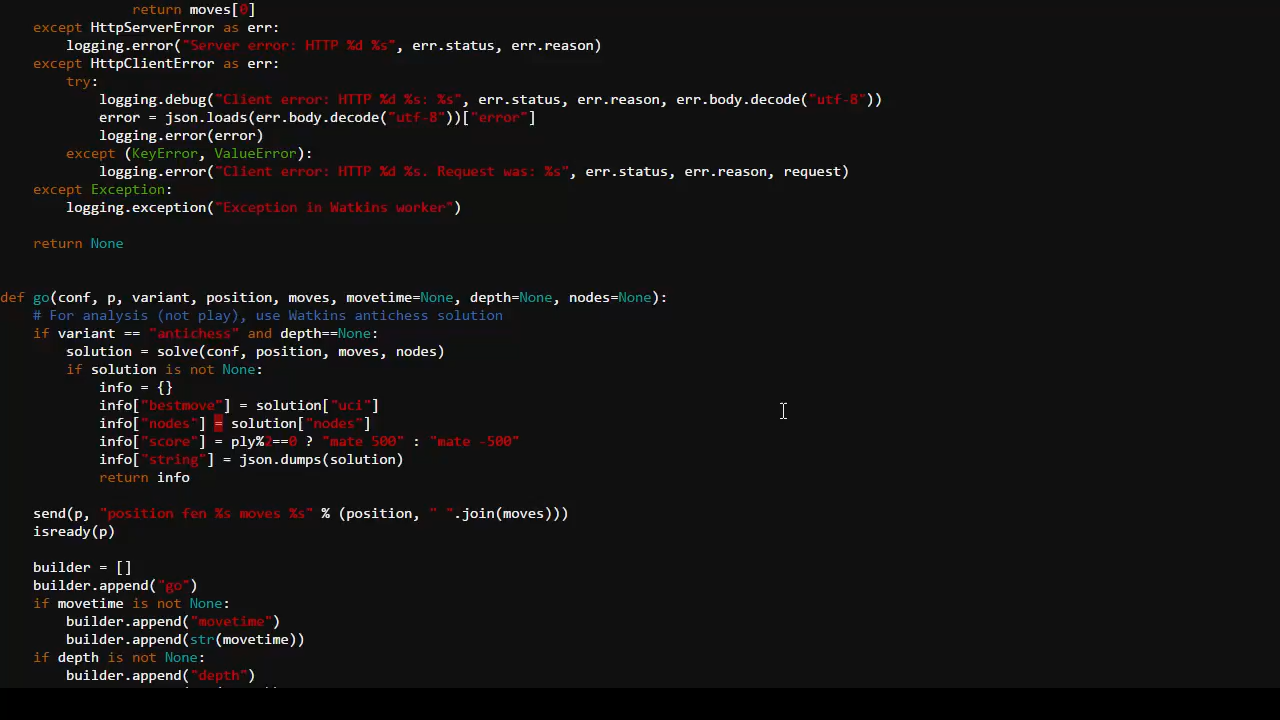 return moves[0]
except HttpServerError as err:
logging.error("Server error: HTTP %d %s", err.status, err.reason)
except HttpClientError as err:
try:
logging.debug("Client error: HTTP %d %s: %s", err.status, err.reason, err.body.decode("utf-8"))
error = json.loads(err.body.decode("utf-8"))["error"]
logging.error(error)
except (KeyError, ValueError):
logging.error("Client error: HTTP %d %s. Request was: %s", err.status, err.reason, request)
except Exception:
logging.exception("Exception in Watkins worker")
return None
def go(conf, p, variant, position, moves, movetime=None, depth=None, nodes=None):
# For analysis (not play), use Watkins antichess solution
if variant == "antichess" and depth==None:
solution = solve(conf, position, moves, nodes)
if solution is not None:
info = {}
info["bestmove"] = solution["uci"]
info["nodes"] = solution["nodes"]
info["score"] = ply%2==0 ? "mate 500" : "mate -500"
info["string"] = json.dumps(solution)
return info
send(p, "position fen %s moves %s" % (position, " ".join(moves)))
isready(p)
builder = []
builder.append("go")
if movetime is not None:
builder.append("movetime")
builder.append(str(movetime))
if depth is not None:
builder.append("depth")